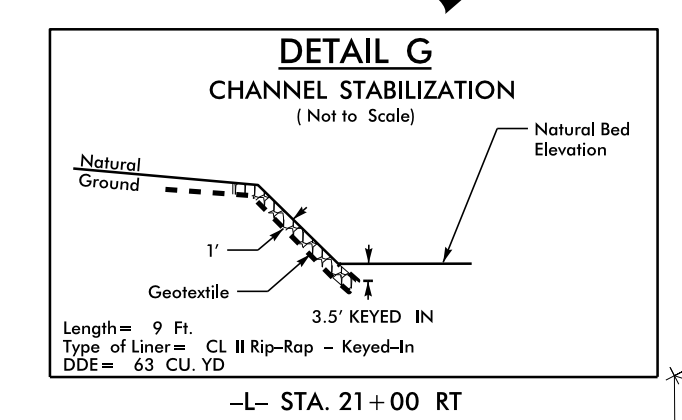 DETAIL G
CHANNEL STABILIZATION
( Not to Scale)
Natural Bed
Elevation
Natural
Ground
1'
Geotextile
3.5' KEYED IN
Length= 9 Ft.
Type of Liner= CL II Rip-Rap - Keyed-In
DDE= 63 CU. YD
-L- STA. 21+00 RT